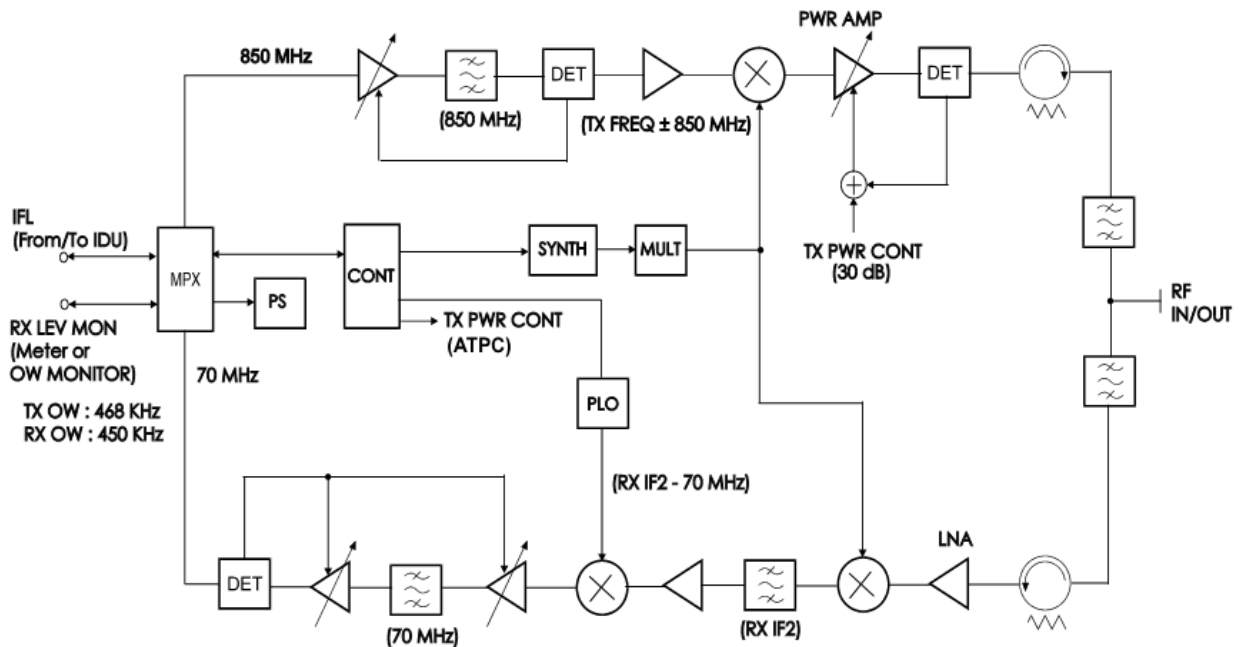 850 MHz
PWR AMP
DET
DET
(850 MHz)
(TX FREQ ± 850 MHz)
IFL
(From/To IDU)
MPX
CONT
SYNTH
MULT
TX PWR CONT
(30 dB)
PS
RF
IN/OUT
RX LEV MON
(Meter or
OW MONITOR)
TX PWR CONT
(ATPC)
70 MHz
PLO
TX OW : 468 KHz
RX OW : 450 KHz
(RX IF2 - 70 MHz)
LNA
DET
(70 MHz)
(RX IF2)